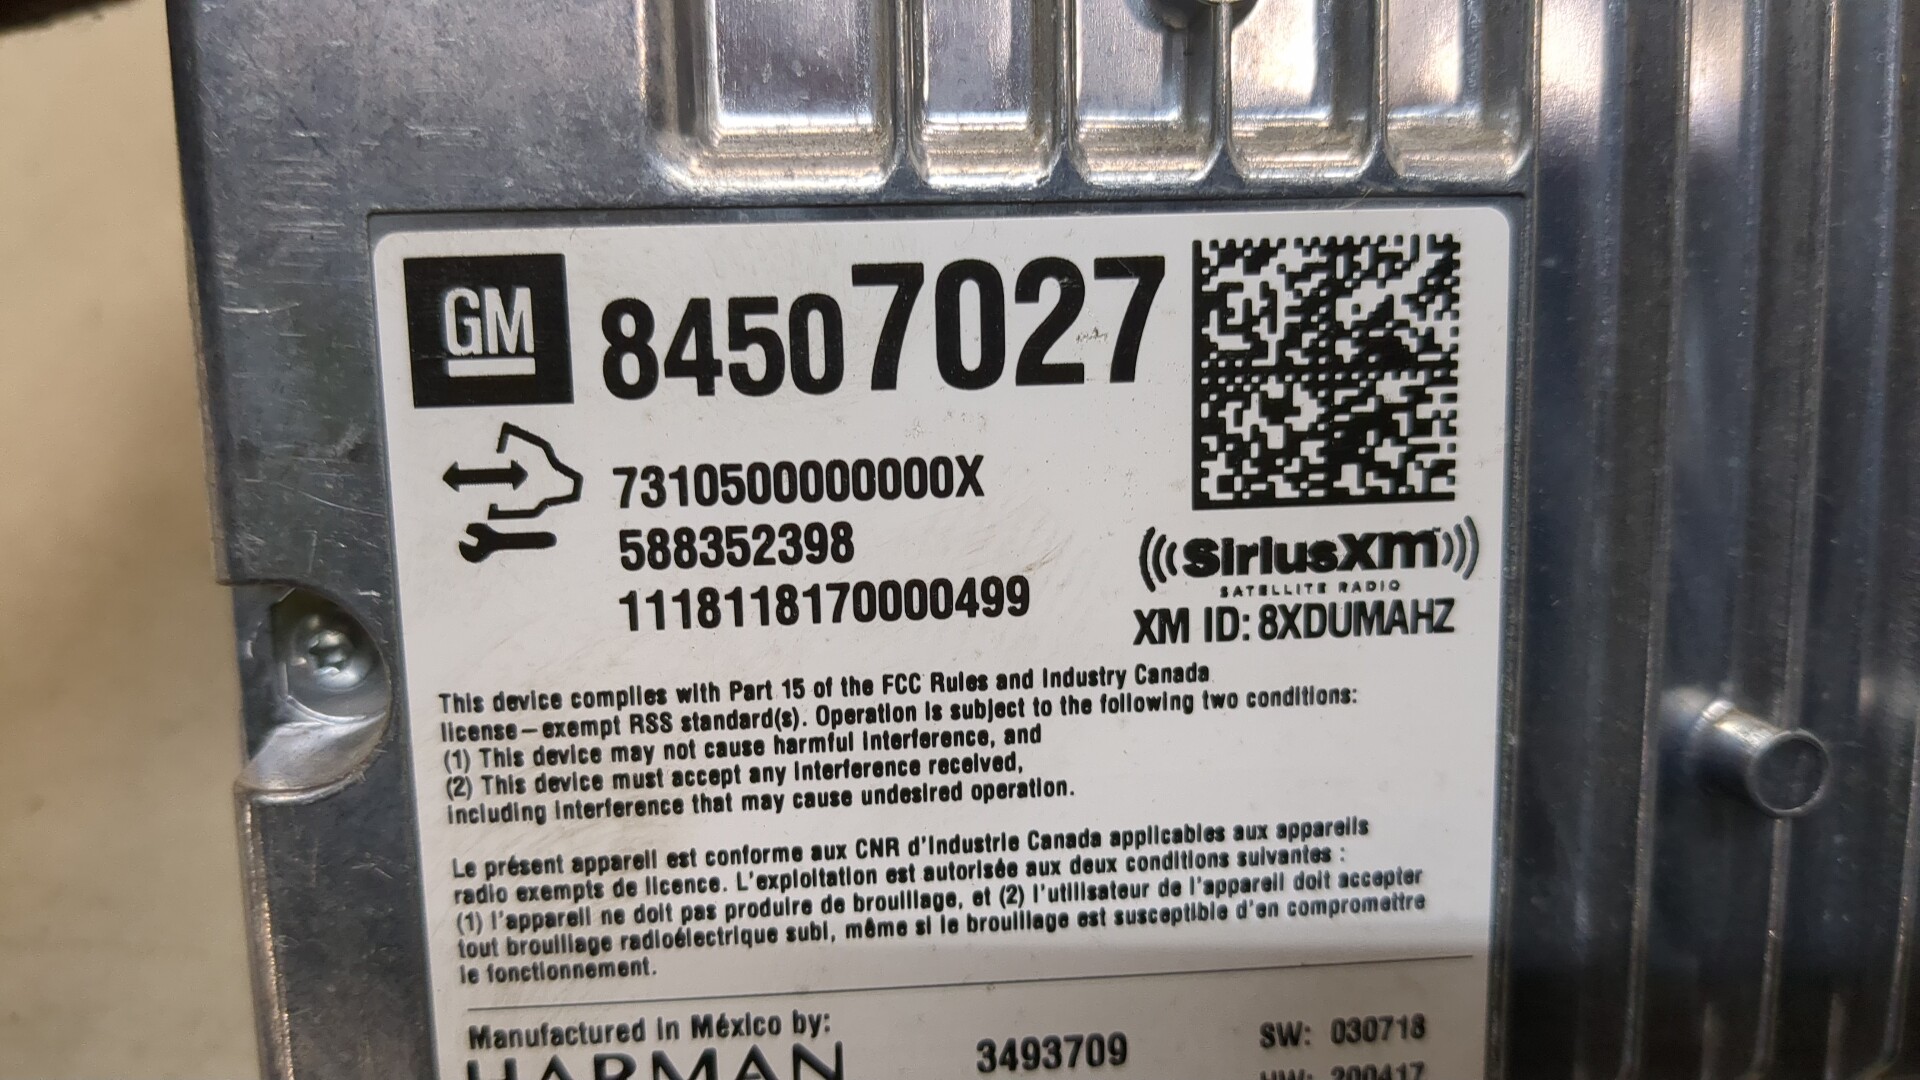 GM 84507027
7310500000000X
588352398
1118118170000499
SiriusXm
SATELLITE RADIO
XM ID: 8XDUMAHZ
This device complies with Part 15 of the FCC Rules and Industry Canada
license-exempt RSS standard(s). Operation is subject to the following two conditions:
(1) This device may not cause harmful interference, and
(2) This device must accept any interference received,
including interference that may cause undesired operation.
Le présent appareil est conforme aux CNR d'Industrie Canada applicables aux appareils
radio exempts de licence. L'exploitation est autorisée aux deux conditions suivantes :
(1) l'appareil ne doit pas produire de brouillage, et (2) l'utilisateur de l'appareil doit accepter
tout brouillage radioélectrique subi, même si le brouillage est susceptible d'en compromettre
le fonctionnement.
Manufactured in México by:
HARMAN
3493709
SW: 030718
HW: 200417